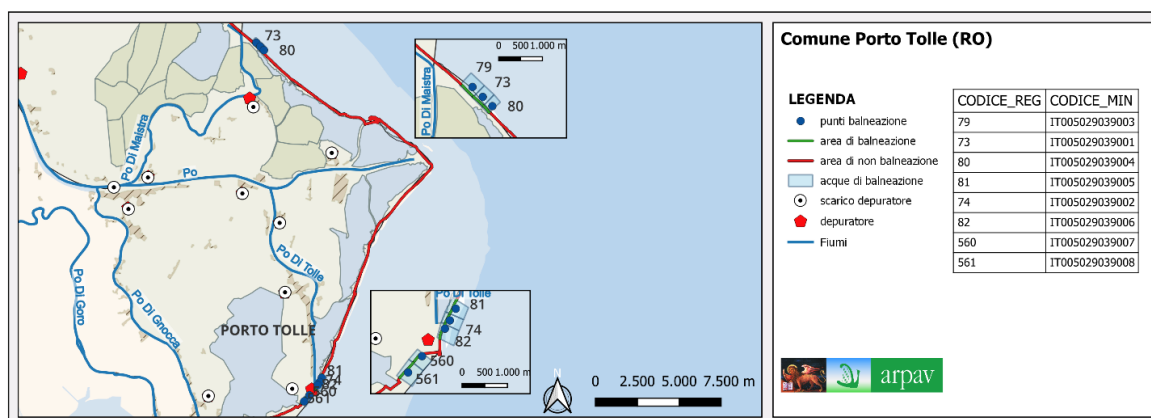 73
80
0 500 1.000 m
79
73
80
Po Di Maistra
Po Di Maistra
Po
Po Di Goro
Po Di Gnocca
Po Di Tolle
PORTO TOLLE
81
74
82
560
561
Po Di Tolle
81
74
82
560
561
0 500 1.000 m
N
0 2.500 5.000 7.500 m
Comune Porto Tolle (RO)
LEGENDA
punti balneazione
area di balneazione
area di non balneazione
acque di balneazione
scarico depuratore
depuratore
Fiumi
CODICE_REG CODICE_MIN
79 IT005029039003
73 IT005029039001
80 IT005029039004
81 IT005029039005
74 IT005029039002
82 IT005029039006
560 IT005029039007
561 IT005029039008
arpav